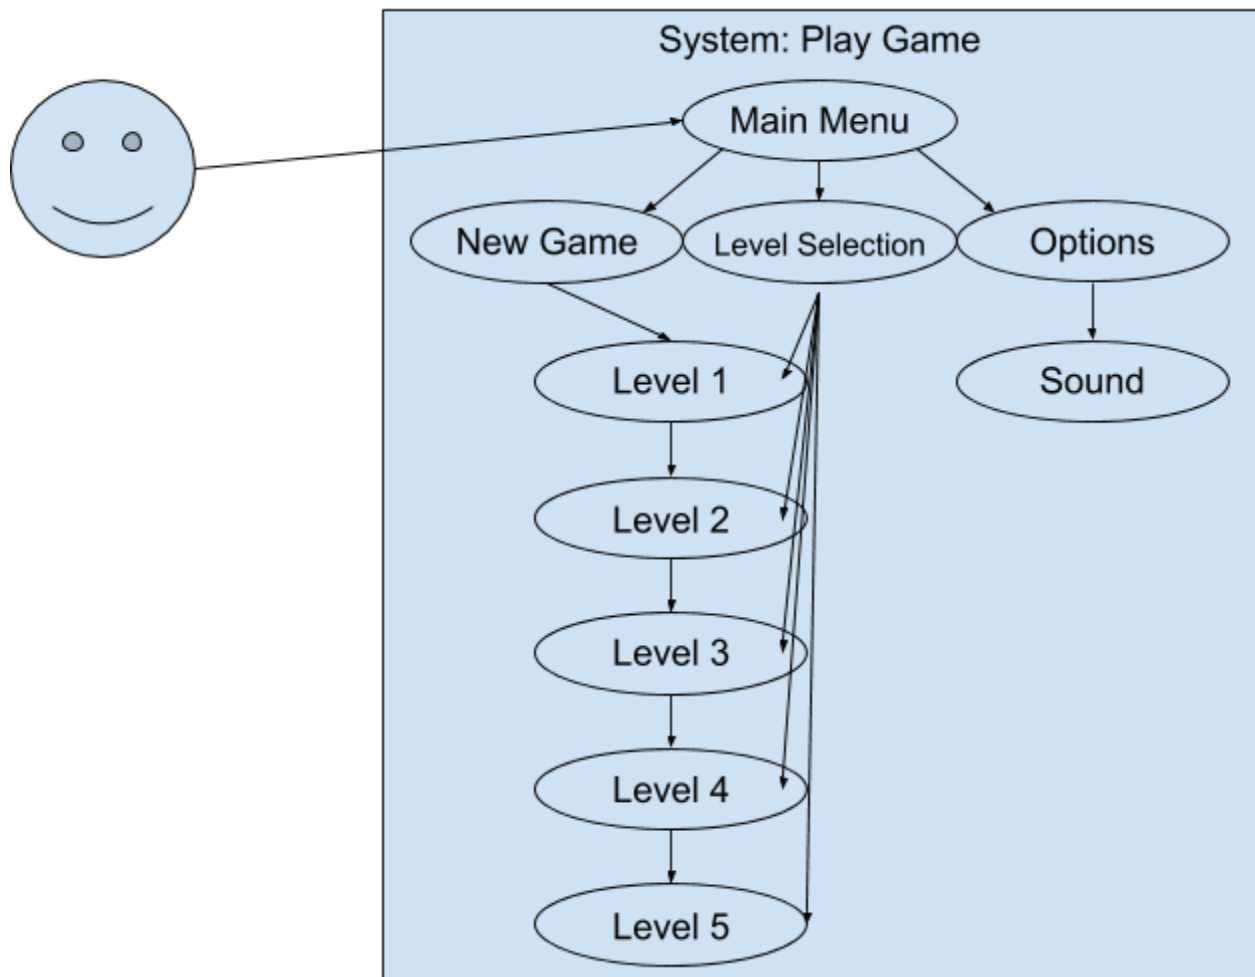 System: Play Game
Main Menu
New Game
Level Selection
Options
Level 1
Sound
Level 2
Level 3
Level 4
Level 5